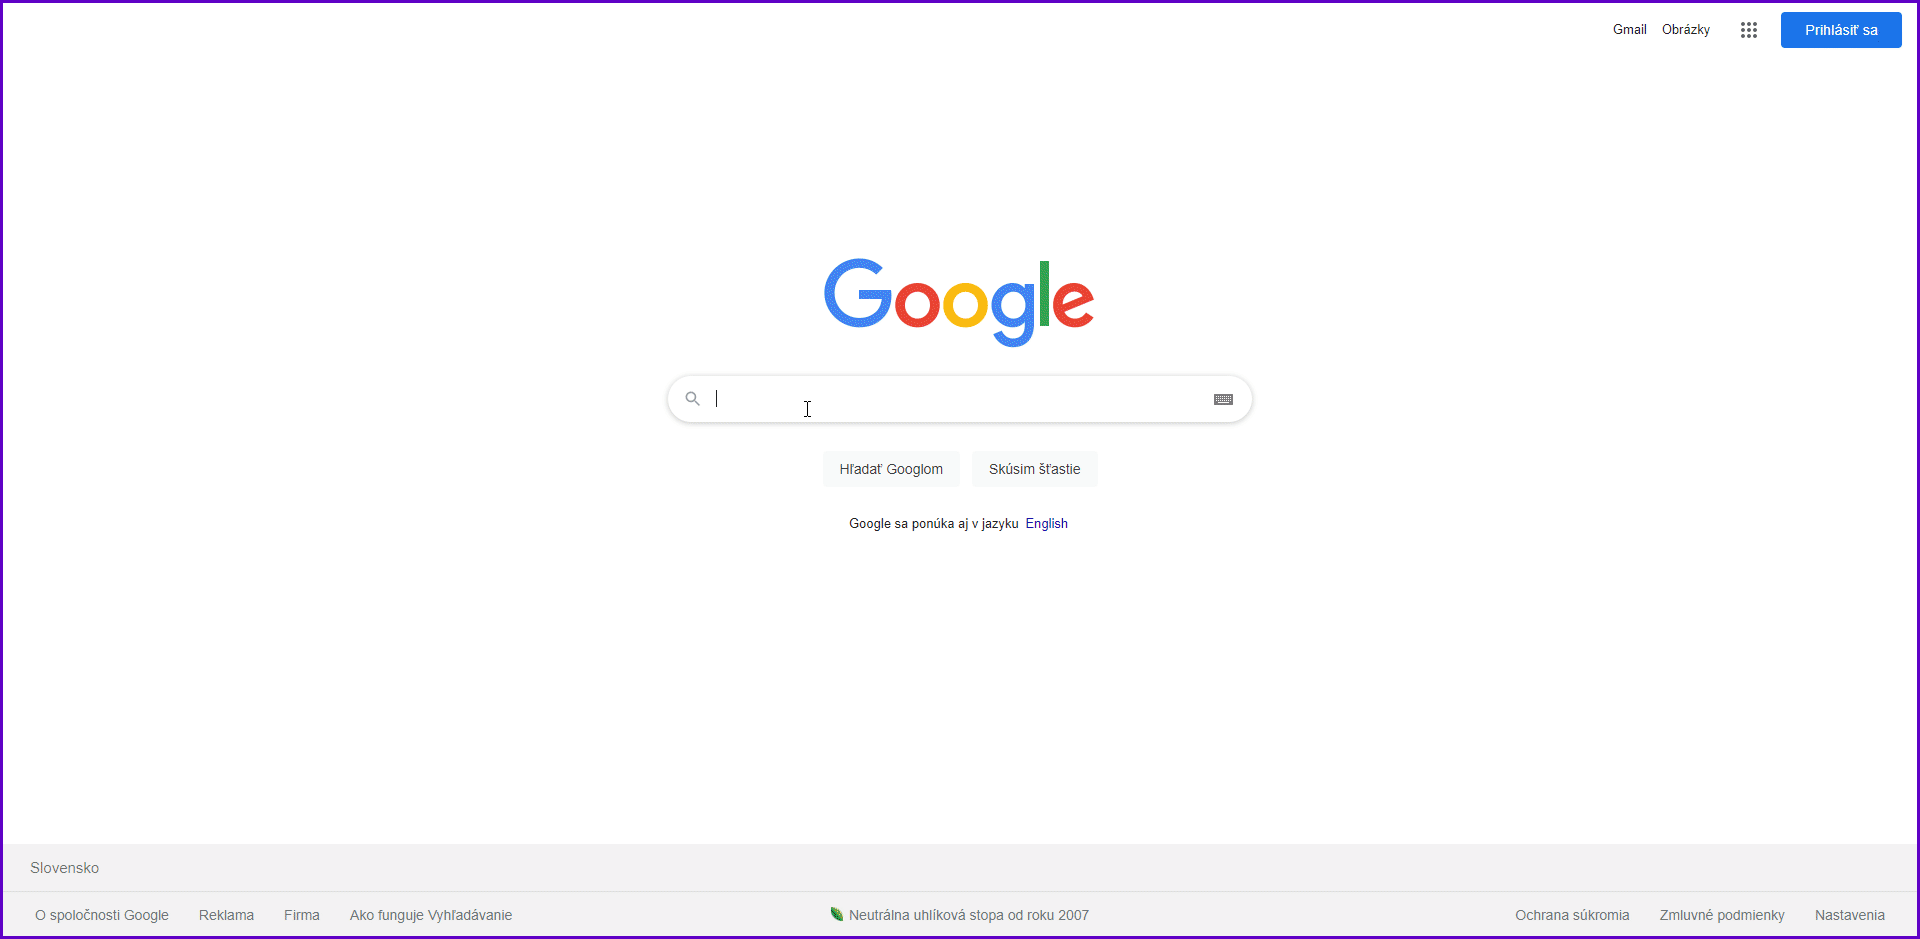 Gmail Obrázky Prihlásiť sa
Google
Hľadať Googlom Skúsim šťastie
Google sa ponúka aj v jazyku English
Slovensko
O spoločnosti Google Reklama Firma Ako funguje Vyhľadávanie Neutrálna uhlíková stopa od roku 2007 Ochrana súkromia Zmluvné podmienky Nastavenia